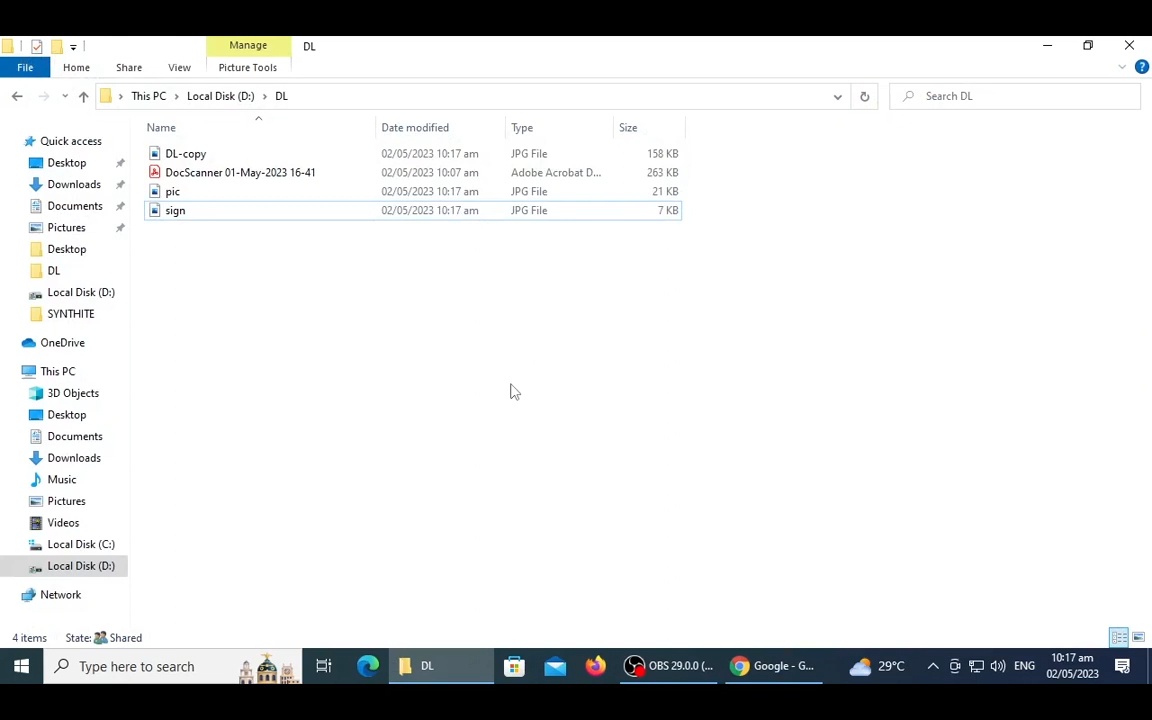 Manage
DL
File
Home
Share
View
Picture Tools
This PC
Local Disk (D:)
DL
Search DL
Name
Date modified
Type
Size
DL-copy
02/05/2023 10:17 am
JPG File
158 KB
DocScanner 01-May-2023 16-41
02/05/2023 10:07 am
Adobe Acrobat D...
263 KB
pic
02/05/2023 10:17 am
JPG File
21 KB
sign
02/05/2023 10:17 am
JPG File
7 KB
Quick access
Desktop
Downloads
Documents
Pictures
Desktop
DL
Local Disk (D:)
SYNTHITE
OneDrive
This PC
3D Objects
Desktop
Documents
Downloads
Music
Pictures
Videos
Local Disk (C:)
Local Disk (D:)
Network
4 items
State:
Shared
Type here to search
DL
OBS 29.0.0 (...
Google - G...
29°C
ENG
10:17 am
02/05/2023